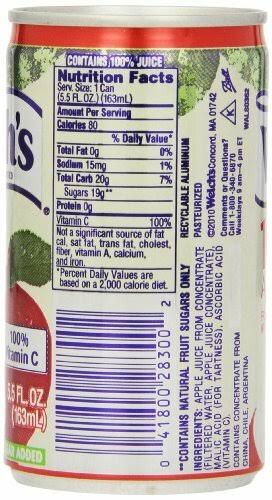 CONTAINS 100% JUICE
Nutrition Facts
Serv. Size: 1 Can
(5.5 FL. OZ.) (163mL)
Amount Per Serving
Calories 80
% Daily Value*
Total Fat 0g 0%
Sodium 15mg 1%
Total Carb 20g 7%
Sugars 19g**
Protein 0g
Vitamin C 100%
Not a significant source of fat
cal, sat fat, trans fat, cholest,
fiber, vitamin A, calcium,
and iron.
*Percent Daily Values are
based on a 2,000 calorie diet.
0 41800 28300 2
h's
®
100%
Vitamin C
5.5 FL. OZ.
(163mL)
ADDED
RECYCLABLE ALUMINUM
PASTEURIZED
©2010 Welch's, Concord, MA 01742
Comments or Questions?
Call 1-800-340-6870
Weekdays 9 am-4 pm ET
WAL80352
Ball
**CONTAINS NATURAL FRUIT SUGARS ONLY
INGREDIENTS: APPLE JUICE FROM CONCENTRATE
(FILTERED WATER, APPLE JUICE CONCENTRATE),
MALIC ACID (FOR TARTNESS), ASCORBIC ACID
(VITAMIN C).
CONTAINS CONCENTRATE FROM
CHINA, CHILE, ARGENTINA